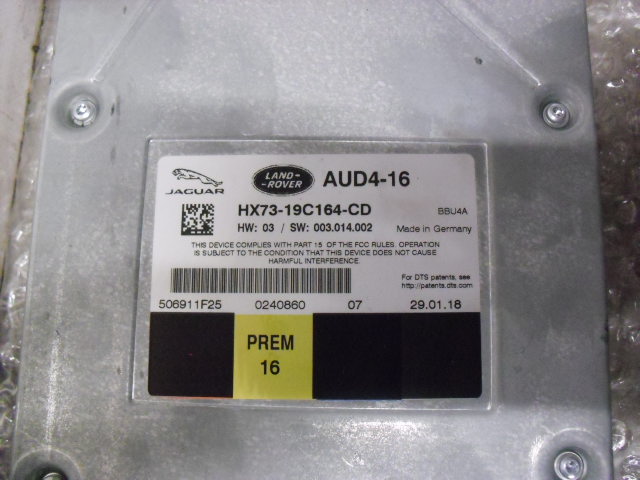 JAGUAR
LAND-
-ROVER
AUD4-16
HX73-19C164-CD
BBU4A
HW: 03 / SW: 003.014.002
Made in Germany
THIS DEVICE COMPLIES WITH PART 15 OF THE FCC RULES. OPERATION
IS SUBJECT TO THE CONDITION THAT THIS DEVICE DOES NOT CAUSE
HARMFUL INTERFERENCE.
For DTS patents, see
http://patents.dts.com
506911F25 0240860 07 29.01.18
PREM
16